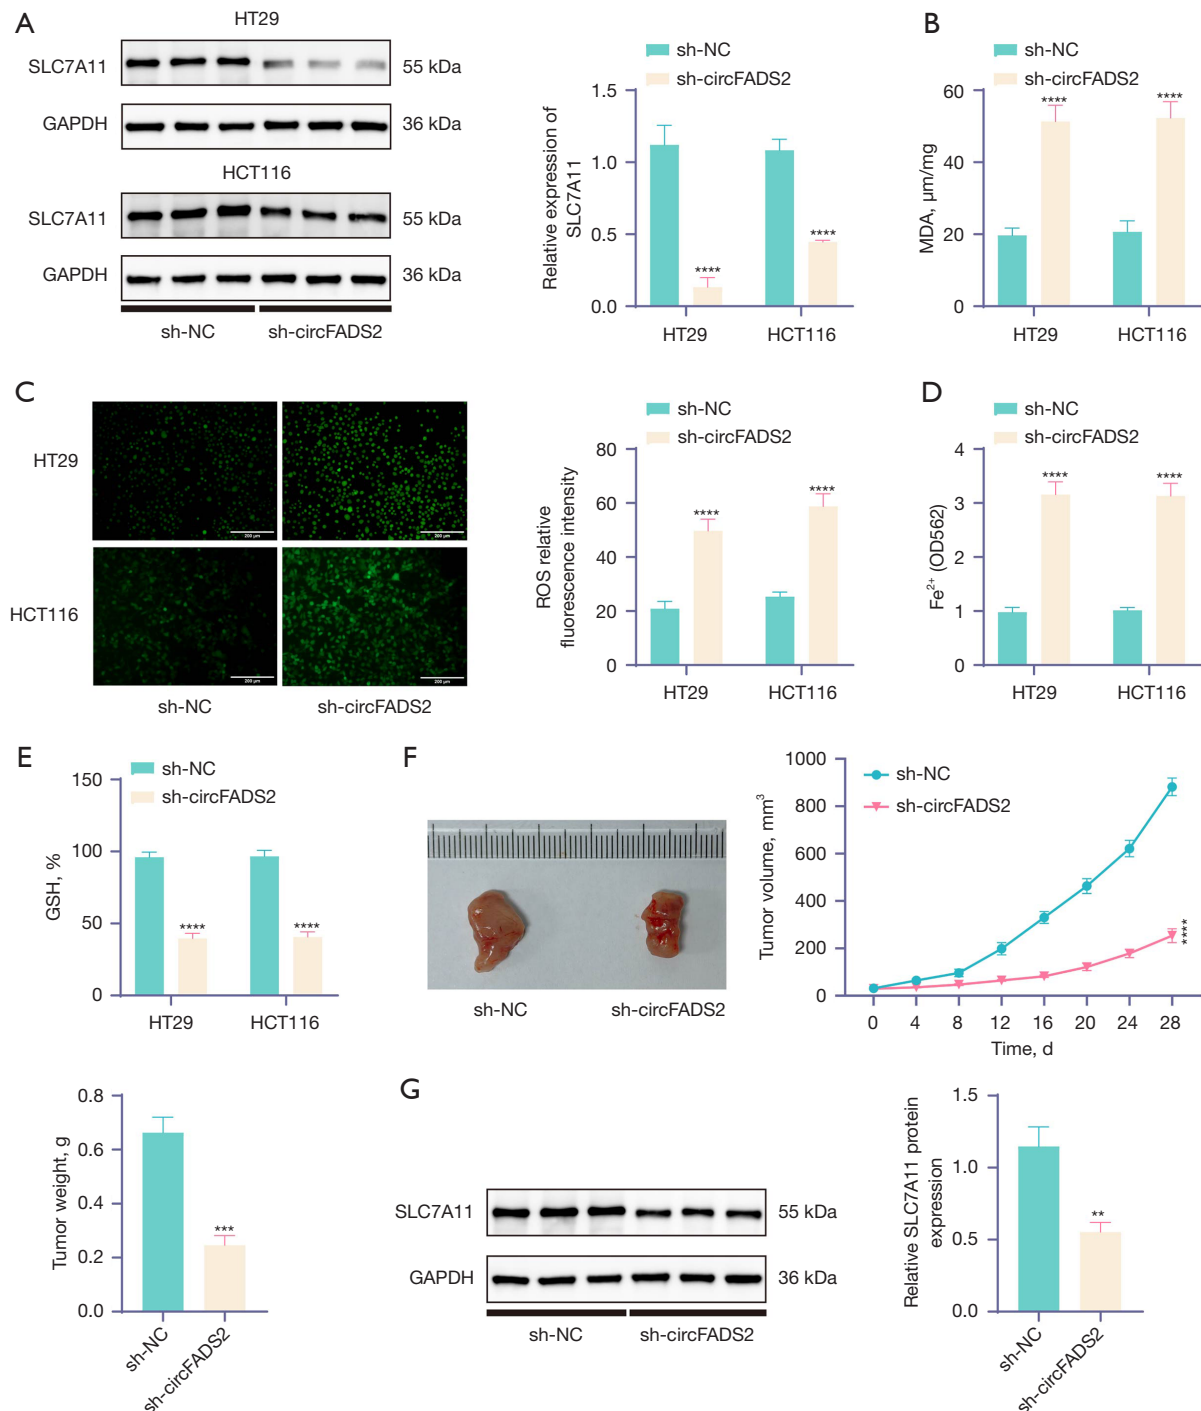 A
HT29
SLC7A11
55 kDa
GAPDH
36 kDa
HCT116
SLC7A11
55 kDa
GAPDH
36 kDa
sh-NC
sh-circFADS2
sh-NC
sh-circFADS2
Relative expression of
SLC7A11
1.5
1.0
0.5
0.0
****
****
HT29
HCT116
B
sh-NC
sh-circFADS2
MDA, μm/mg
60
40
20
0
****
****
HT29
HCT116
C
HT29
200 μm
200 μm
HCT116
200 μm
200 μm
sh-NC
sh-circFADS2
sh-NC
sh-circFADS2
ROS relative
fluorescence intensity
80
60
40
20
0
****
****
HT29
HCT116
D
sh-NC
sh-circFADS2
Fe2+ (OD562)
4
3
2
1
0
****
****
HT29
HCT116
E
sh-NC
sh-circFADS2
GSH, %
150
100
50
0
****
****
HT29
HCT116
F
sh-NC
sh-circFADS2
sh-NC
sh-circFADS2
Tumor volume, mm3
1000
800
600
400
200
0
****
0 4 8 12 16 20 24 28
Time, d
Tumor weight, g
0.8
0.6
0.4
0.2
0.0
***
sh-NC
sh-circFADS2
G
SLC7A11
55 kDa
GAPDH
36 kDa
sh-NC
sh-circFADS2
Relative SLC7A11 protein
expression
1.5
1.0
0.5
0.0
**
sh-NC
sh-circFADS2